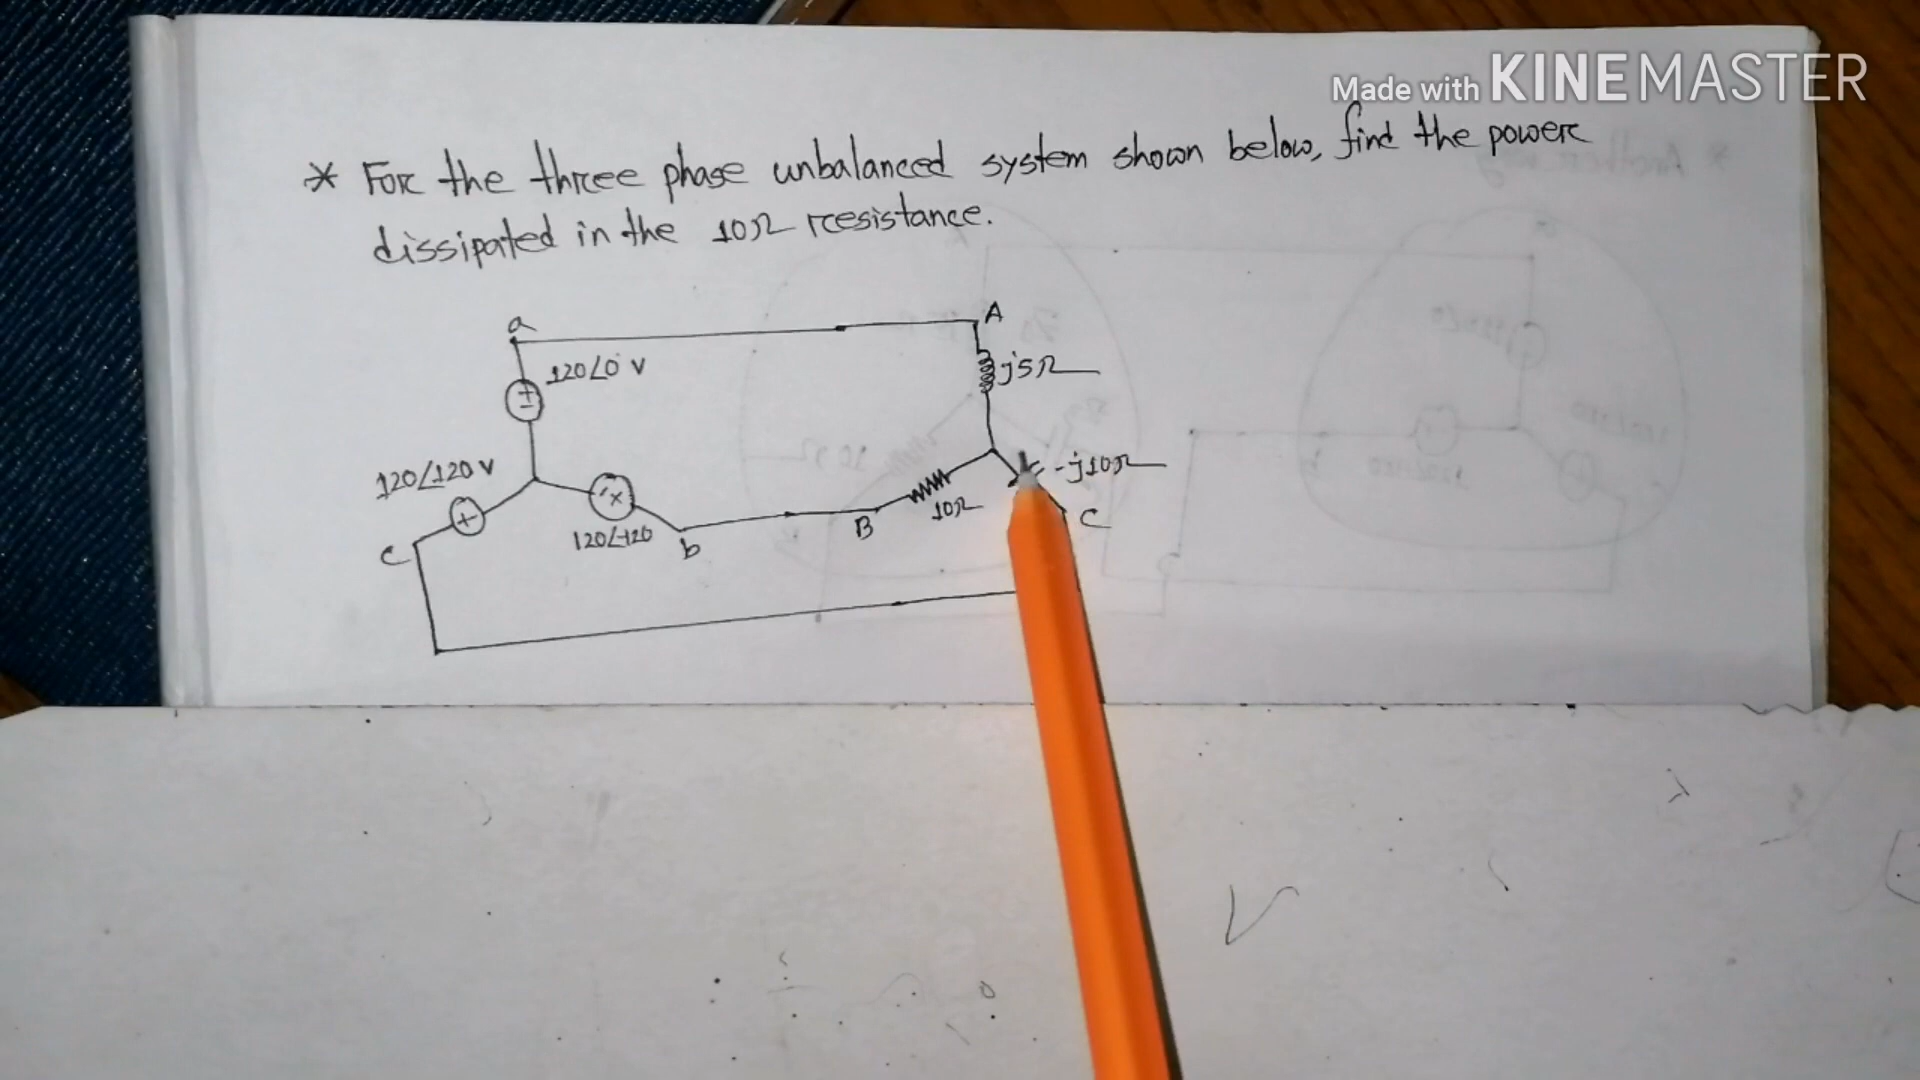 Made with KINEMASTER
* For the three phase unbalanced system shown below, find the power
dissipated in the 10Ω resistance.
a
A
120∠0° V
j5Ω
120∠120 V
-j10Ω
10Ω
C
B
120∠-120
b
c